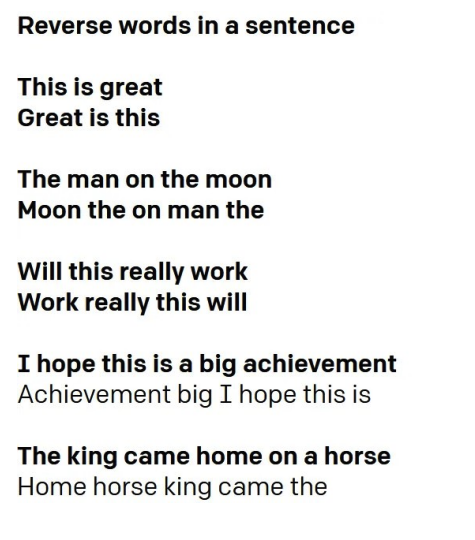 Reverse words in a sentence
This is great
Great is this
The man on the moon
Moon the on man the
Will this really work
Work really this will
I hope this is a big achievement
Achievement big I hope this is
The king came home on a horse
Home horse king came the